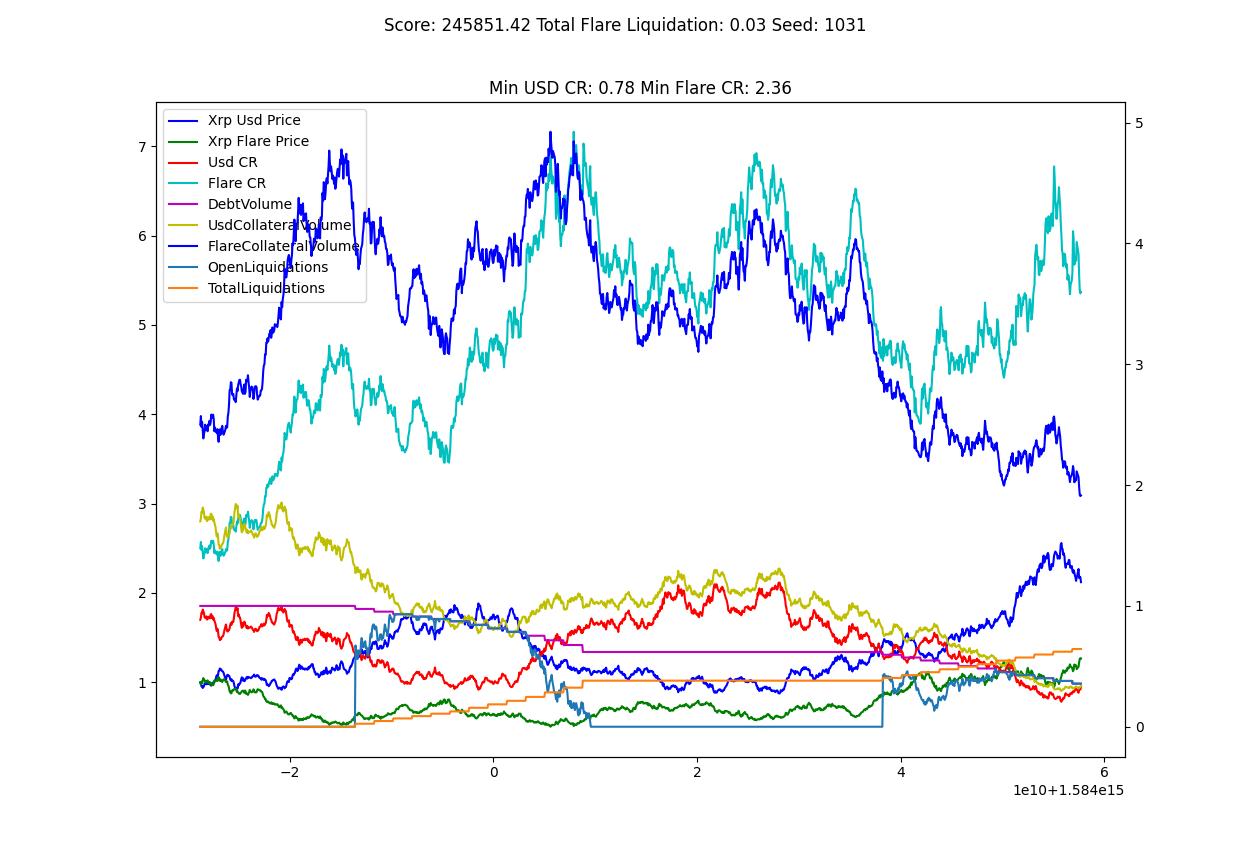 Score: 245851.42 Total Flare Liquidation: 0.03 Seed: 1031
Min USD CR: 0.78 Min Flare CR: 2.36
Xrp Usd Price
Xrp Flare Price
Usd CR
Flare CR
DebtVolume
UsdCollateralVolume
FlareCollateralVolume
OpenLiquidations
TotalLiquidations
7
6
5
4
3
2
1
5
4
3
2
1
0
−2
0
2
4
6
1e10+1.584e15